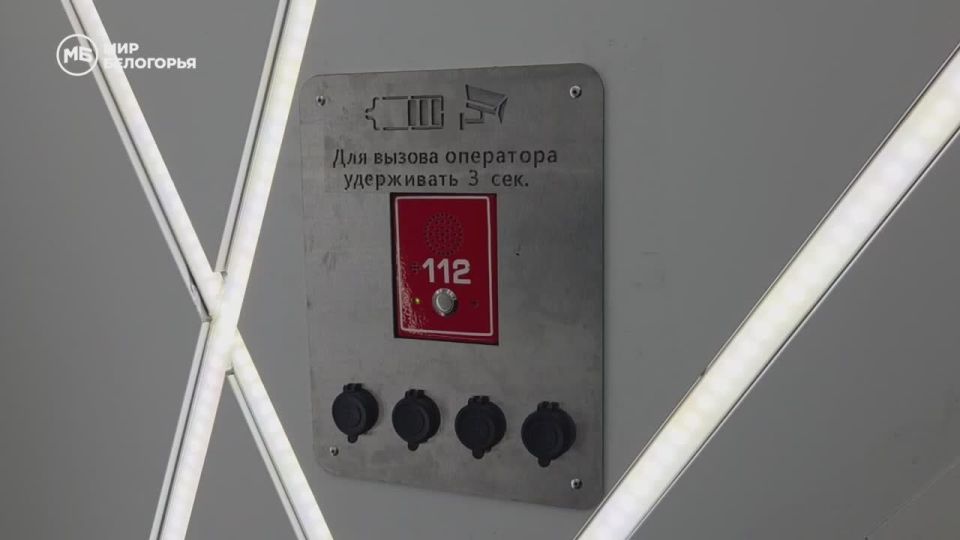 МБ
МИР
БЕЛОГОРЬЯ
Для вызова оператора
удерживать 3 сек.
112